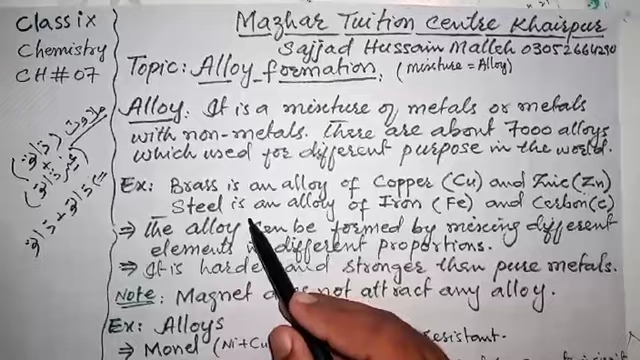 Class ix
Chemistry
CH#07
Mazhar Tuition Centre Khairpur
Sajjad Hussain Malleh 03052664290
Topic: Alloy formation. (mixture = Alloy)
Alloy. It is a mixture of metals or metals
with non-metals. There are about 7000 alloys
which used for different purpose in the world.
Ex: Brass is an alloy of Copper (Cu) and Zinc (Zn)
Steel is an alloy of Iron (Fe) and Carbon (C)
⇒ The alloy can be formed by mixing different
elements in different proportions.
⇒ It is harder and stronger than pure metals.
Note: Magnet does not attract any alloy.
Ex: Alloys
⇒ Monel (Ni+Cu